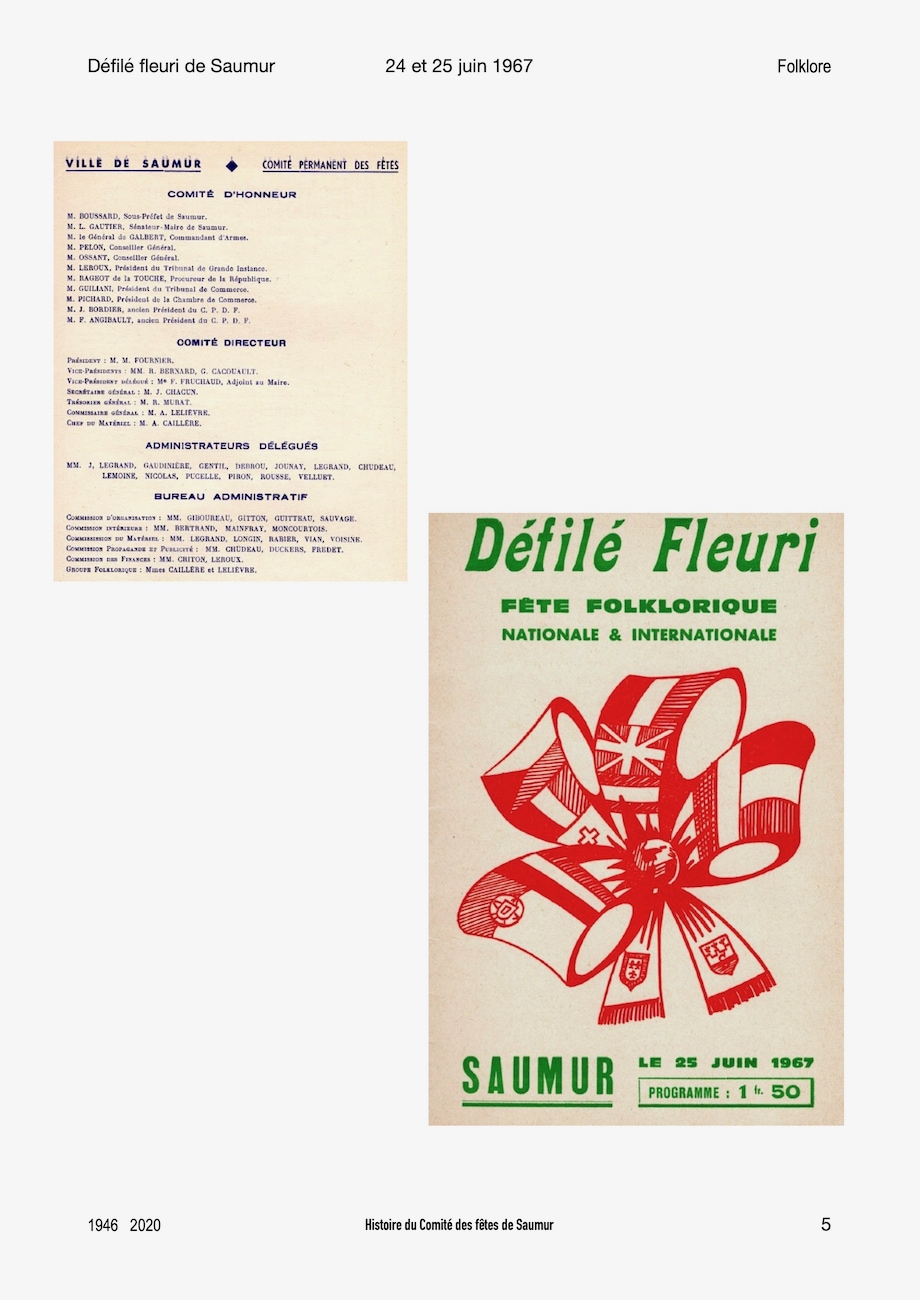 Défilé fleuri de Saumur 24 et 25 juin 1967 Folklore
VILLE DE SAUMUR ◆ COMITÉ PERMANENT DES FÊTES
COMITÉ D'HONNEUR
M. BOUSSARD, Sous-Préfet de Saumur.
M. L. GAUTIER, Sénateur-Maire de Saumur.
M. le Général de GALBERT, Commandant d'Armes.
M. PELON, Conseiller Général.
M. OSSANT, Conseiller Général.
M. LEROUX, Président du Tribunal de Grande Instance.
M. RAGEOT de la TOUCHE, Procureur de la République.
M. GUILIANI, Président du Tribunal de Commerce.
M. PICHARD, Président de la Chambre de Commerce.
M. J. BORDIER, ancien Président du C. P. D. F.
M. F. ANGIBAULT, ancien Président du C. P. D. F.
COMITÉ DIRECTEUR
PRÉSIDENT : M. M. FOURNIER.
VICE-PRÉSIDENTS : MM. R. BERNARD, G. CACOUAULT.
VICE-PRÉSIDENT DÉLÉGUÉ : Me F. FRUCHAUD, Adjoint au Maire.
SECRÉTAIRE GÉNÉRAL : M. J. CHACUN.
TRÉSORIER GÉNÉRAL : M. R. MURAT.
COMMISSAIRE GÉNÉRAL : M. A. LELIÈVRE.
CHEF DU MATÉRIEL : M. A. CAILLÈRE.
ADMINISTRATEURS DÉLÉGUÉS
MM. J, LEGRAND, GAUDINIÈRE, GENTIL, DEBROU, JOUNAY, LEGRAND, CHUDEAU,
LEMOINE, NICOLAS, PUCELLE, PIRON, ROUSSE, VELLUET.
BUREAU ADMINISTRATIF
COMMISSION D'ORGANISATION : MM. GIBOUREAU, GITTON, GUITTEAU, SAUVAGE.
COMMISSION INTÉRIEURE : MM. BERTRAND, MAINFRAY, MONCOURTOIS.
COMMISSISSION DU MATÉRIEL : MM. LEGRAND, LONGIN, RABIER, VIAN, VOISINE.
COMMISSION PROPAGANDE ET PUBLICITÉ : MM. CHUDEAU, DUCKERS, FREDET.
COMMISSION DES FINANCES : MM. CRITON, LEROUX.
GROUPE FOLKLORIQUE : Mmes CAILLÈRE et LELIÈVRE.
Défilé Fleuri
FÊTE FOLKLORIQUE
NATIONALE & INTERNATIONALE
SAUMUR
LE 25 JUIN 1967
PROGRAMME : 1 fr. 50
1946 2020 Histoire du Comité des fêtes de Saumur 5